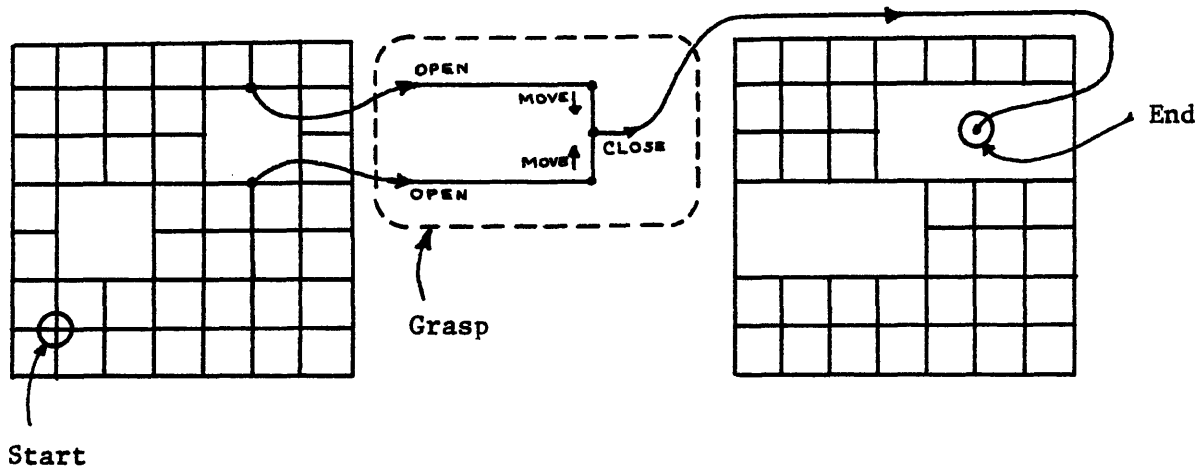 OPEN
MOVE
CLOSE
MOVE
OPEN
End
Grasp
Start